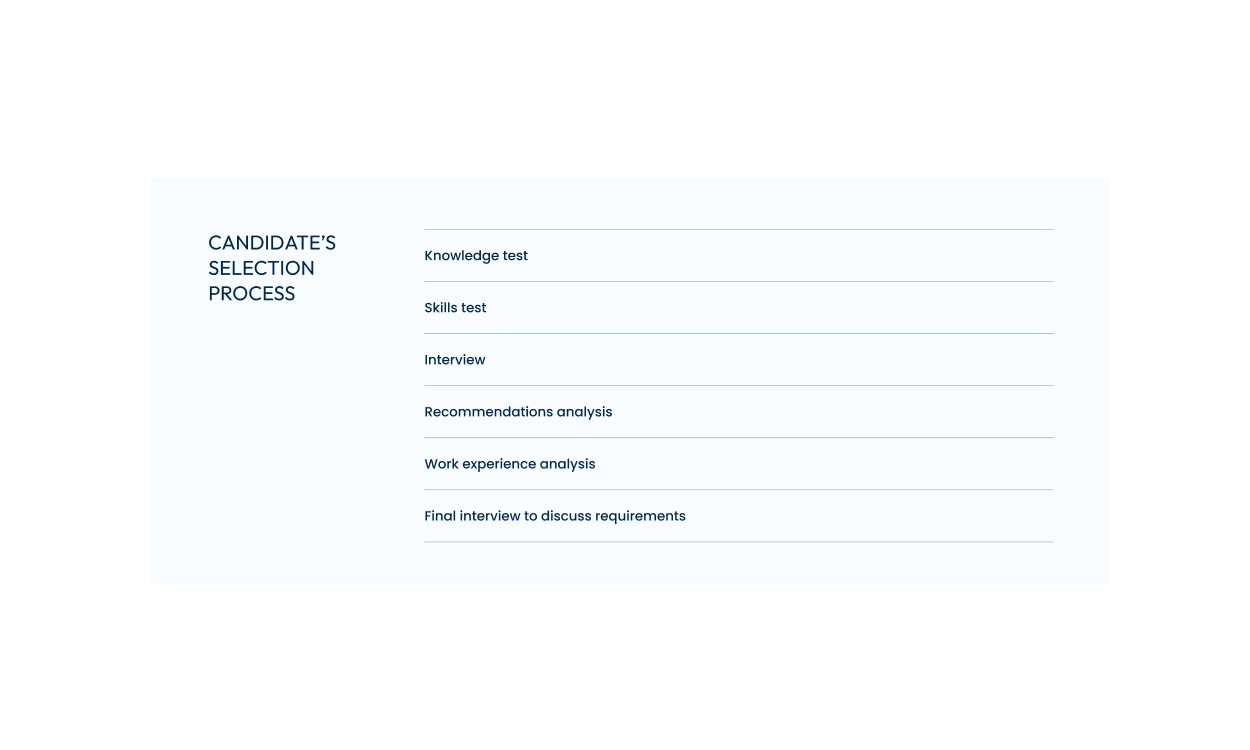 CANDIDATE’S
SELECTION
PROCESS
Knowledge test
Skills test
Interview
Recommendations analysis
Work experience analysis
Final interview to discuss requirements